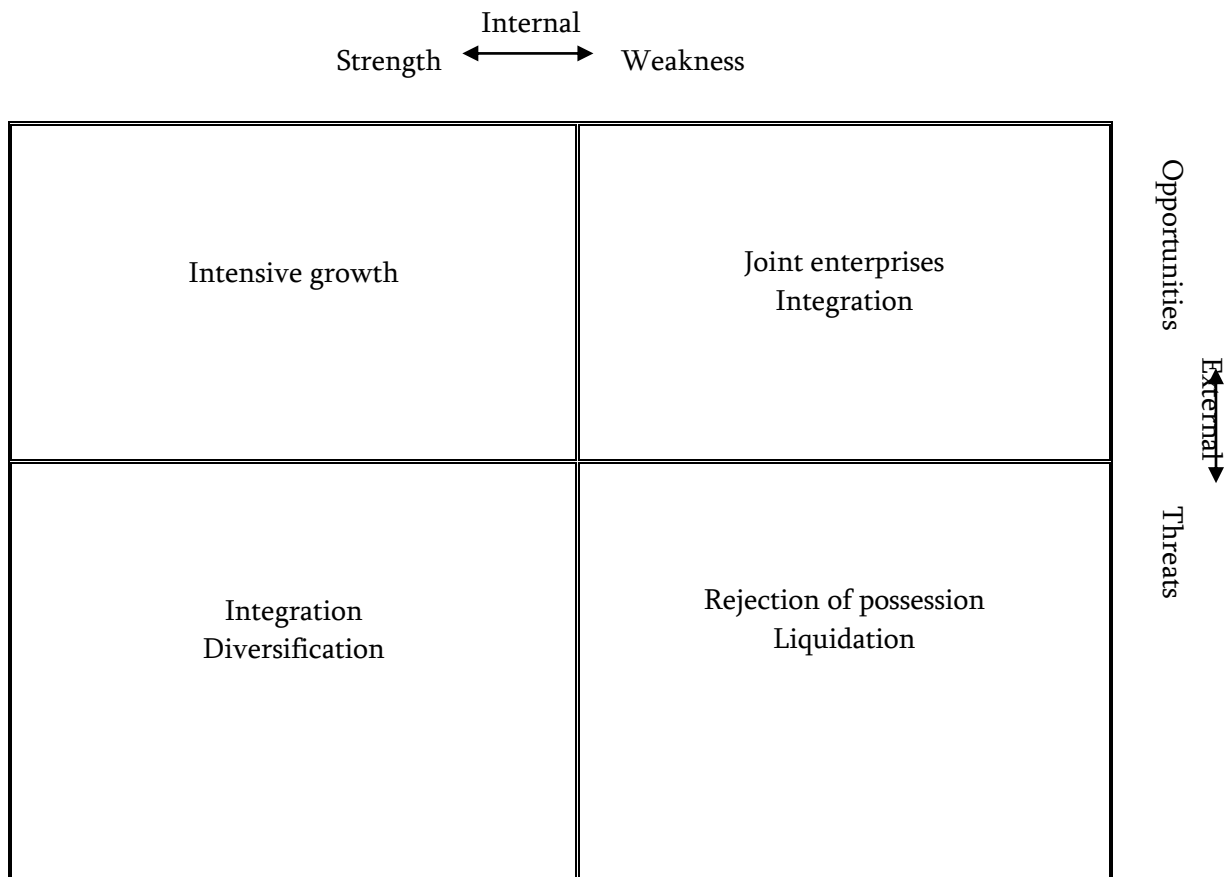 Internal
Strength Weakness
Opportunities
Intensive growth
Joint enterprises
Integration
External
Threats
Integration
Diversification
Rejection of possession
Liquidation